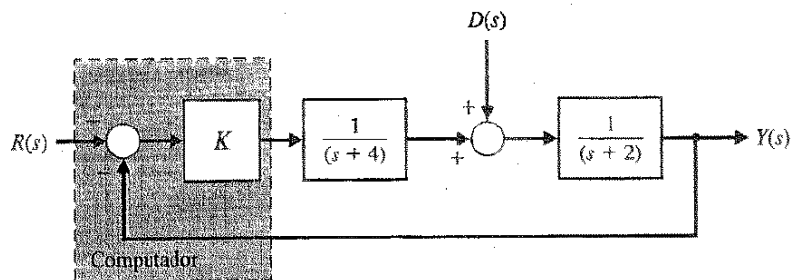 D(s)
R(s)
−
−
K
1
(s + 4)
+
+
1
(s + 2)
Y(s)
Computador